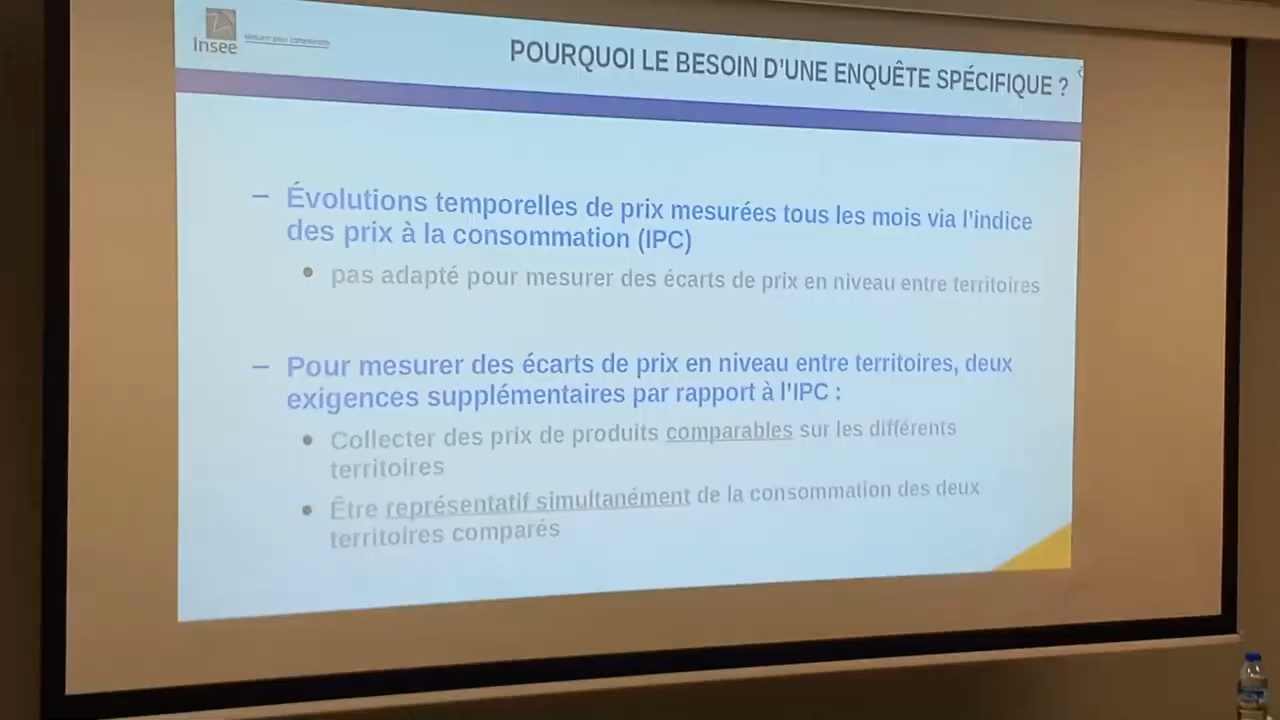 Insee
Mesurer pour comprendre
POURQUOI LE BESOIN D'UNE ENQUÊTE SPÉCIFIQUE ?
– Évolutions temporelles de prix mesurées tous les mois via l'indice
des prix à la consommation (IPC)
• pas adapté pour mesurer des écarts de prix en niveau entre territoires
– Pour mesurer des écarts de prix en niveau entre territoires, deux
exigences supplémentaires par rapport à l'IPC :
• Collecter des prix de produits comparables sur les différents
territoires
• Être représentatif simultanément de la consommation des deux
territoires comparés